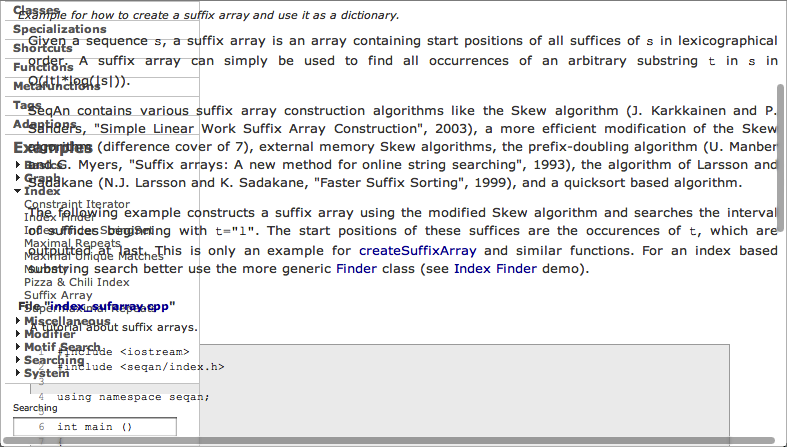 Classes
Example for how to create a suffix array and use it as a dictionary.
Specializations
Shortcuts
Functions
Metafunctions
Tags
Adaptions
Examples
Basics
Graph
Index
Constraint Iterator
Index Finder
Index Finder StringSet
Maximal Repeats
Maximal Unique Matches
Mummy
Pizza & Chili Index
Suffix Array
Supermaximal Repeats
Miscellaneous
Modifier
Motif Search
Searching
System
Searching
Given a sequence s, a suffix array is an array containing start positions of all suffices of s in lexicographical
order. A suffix array can simply be used to find all occurences of an arbitrary substring t in s in
O(|t|*log(|s|)).
SeqAn contains various suffix array construction algorithms like the Skew algorithm (J. Karkkainen and P.
Sanders, "Simple Linear Work Suffix Array Construction", 2003), a more efficient modification of the Skew
algorithm (difference cover of 7), external memory Skew algorithms, the prefix-doubling algorithm (U. Manber
and G. Myers, "Suffix arrays: A new method for online string searching", 1993), the algorithm of Larsson and
Sadakane (N.J. Larsson and K. Sadakane, "Faster Suffix Sorting", 1999), and a quicksort based algorithm.
The following example constructs a suffix array using the modified Skew algorithm and searches the interval
of suffices beginning with t="l". The start positions of these suffices are the occurences of t, which are
outputted at last. This is only an example for createSuffixArray and similar functions. For an index based
substring search better use the more generic Finder class (see Index Finder demo).
File "index_sufarray.cpp"
A tutorial about suffix arrays.
1 #include <iostream>
2 #include <seqan/index.h>
3
4 using namespace seqan;
5
6 int main ()
7 {